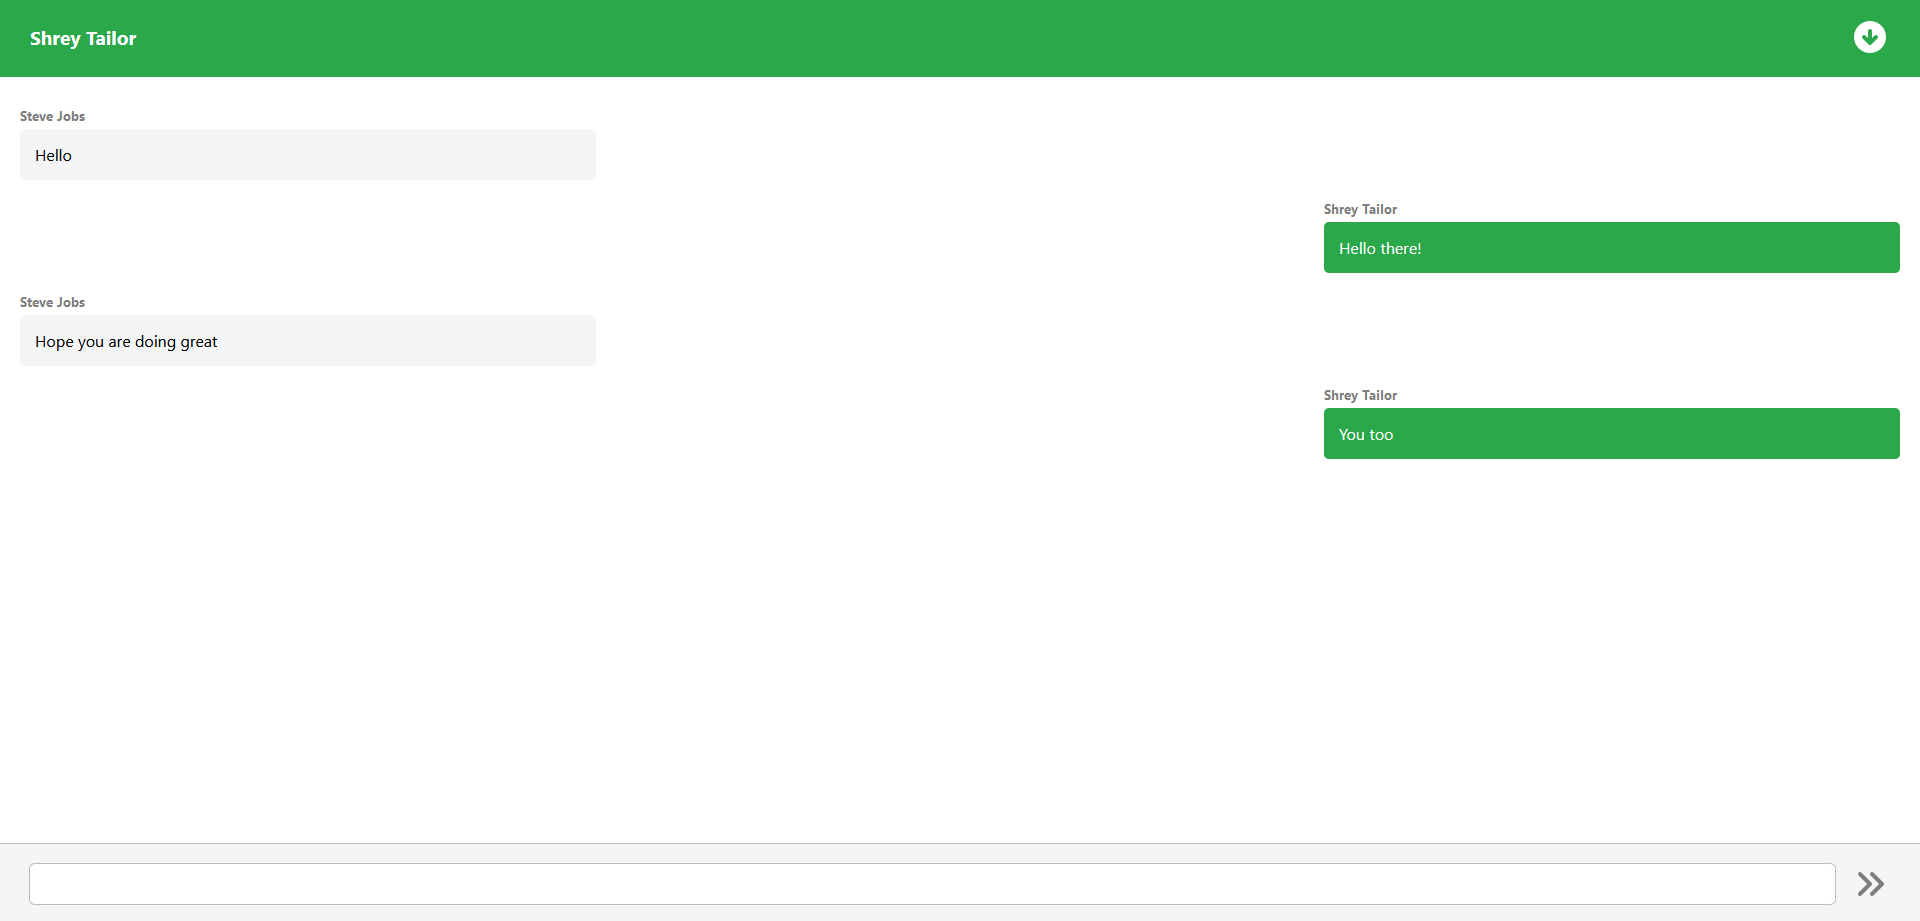 Shrey Tailor
Steve Jobs
Hello
Shrey Tailor
Hello there!
Steve Jobs
Hope you are doing great
Shrey Tailor
You too